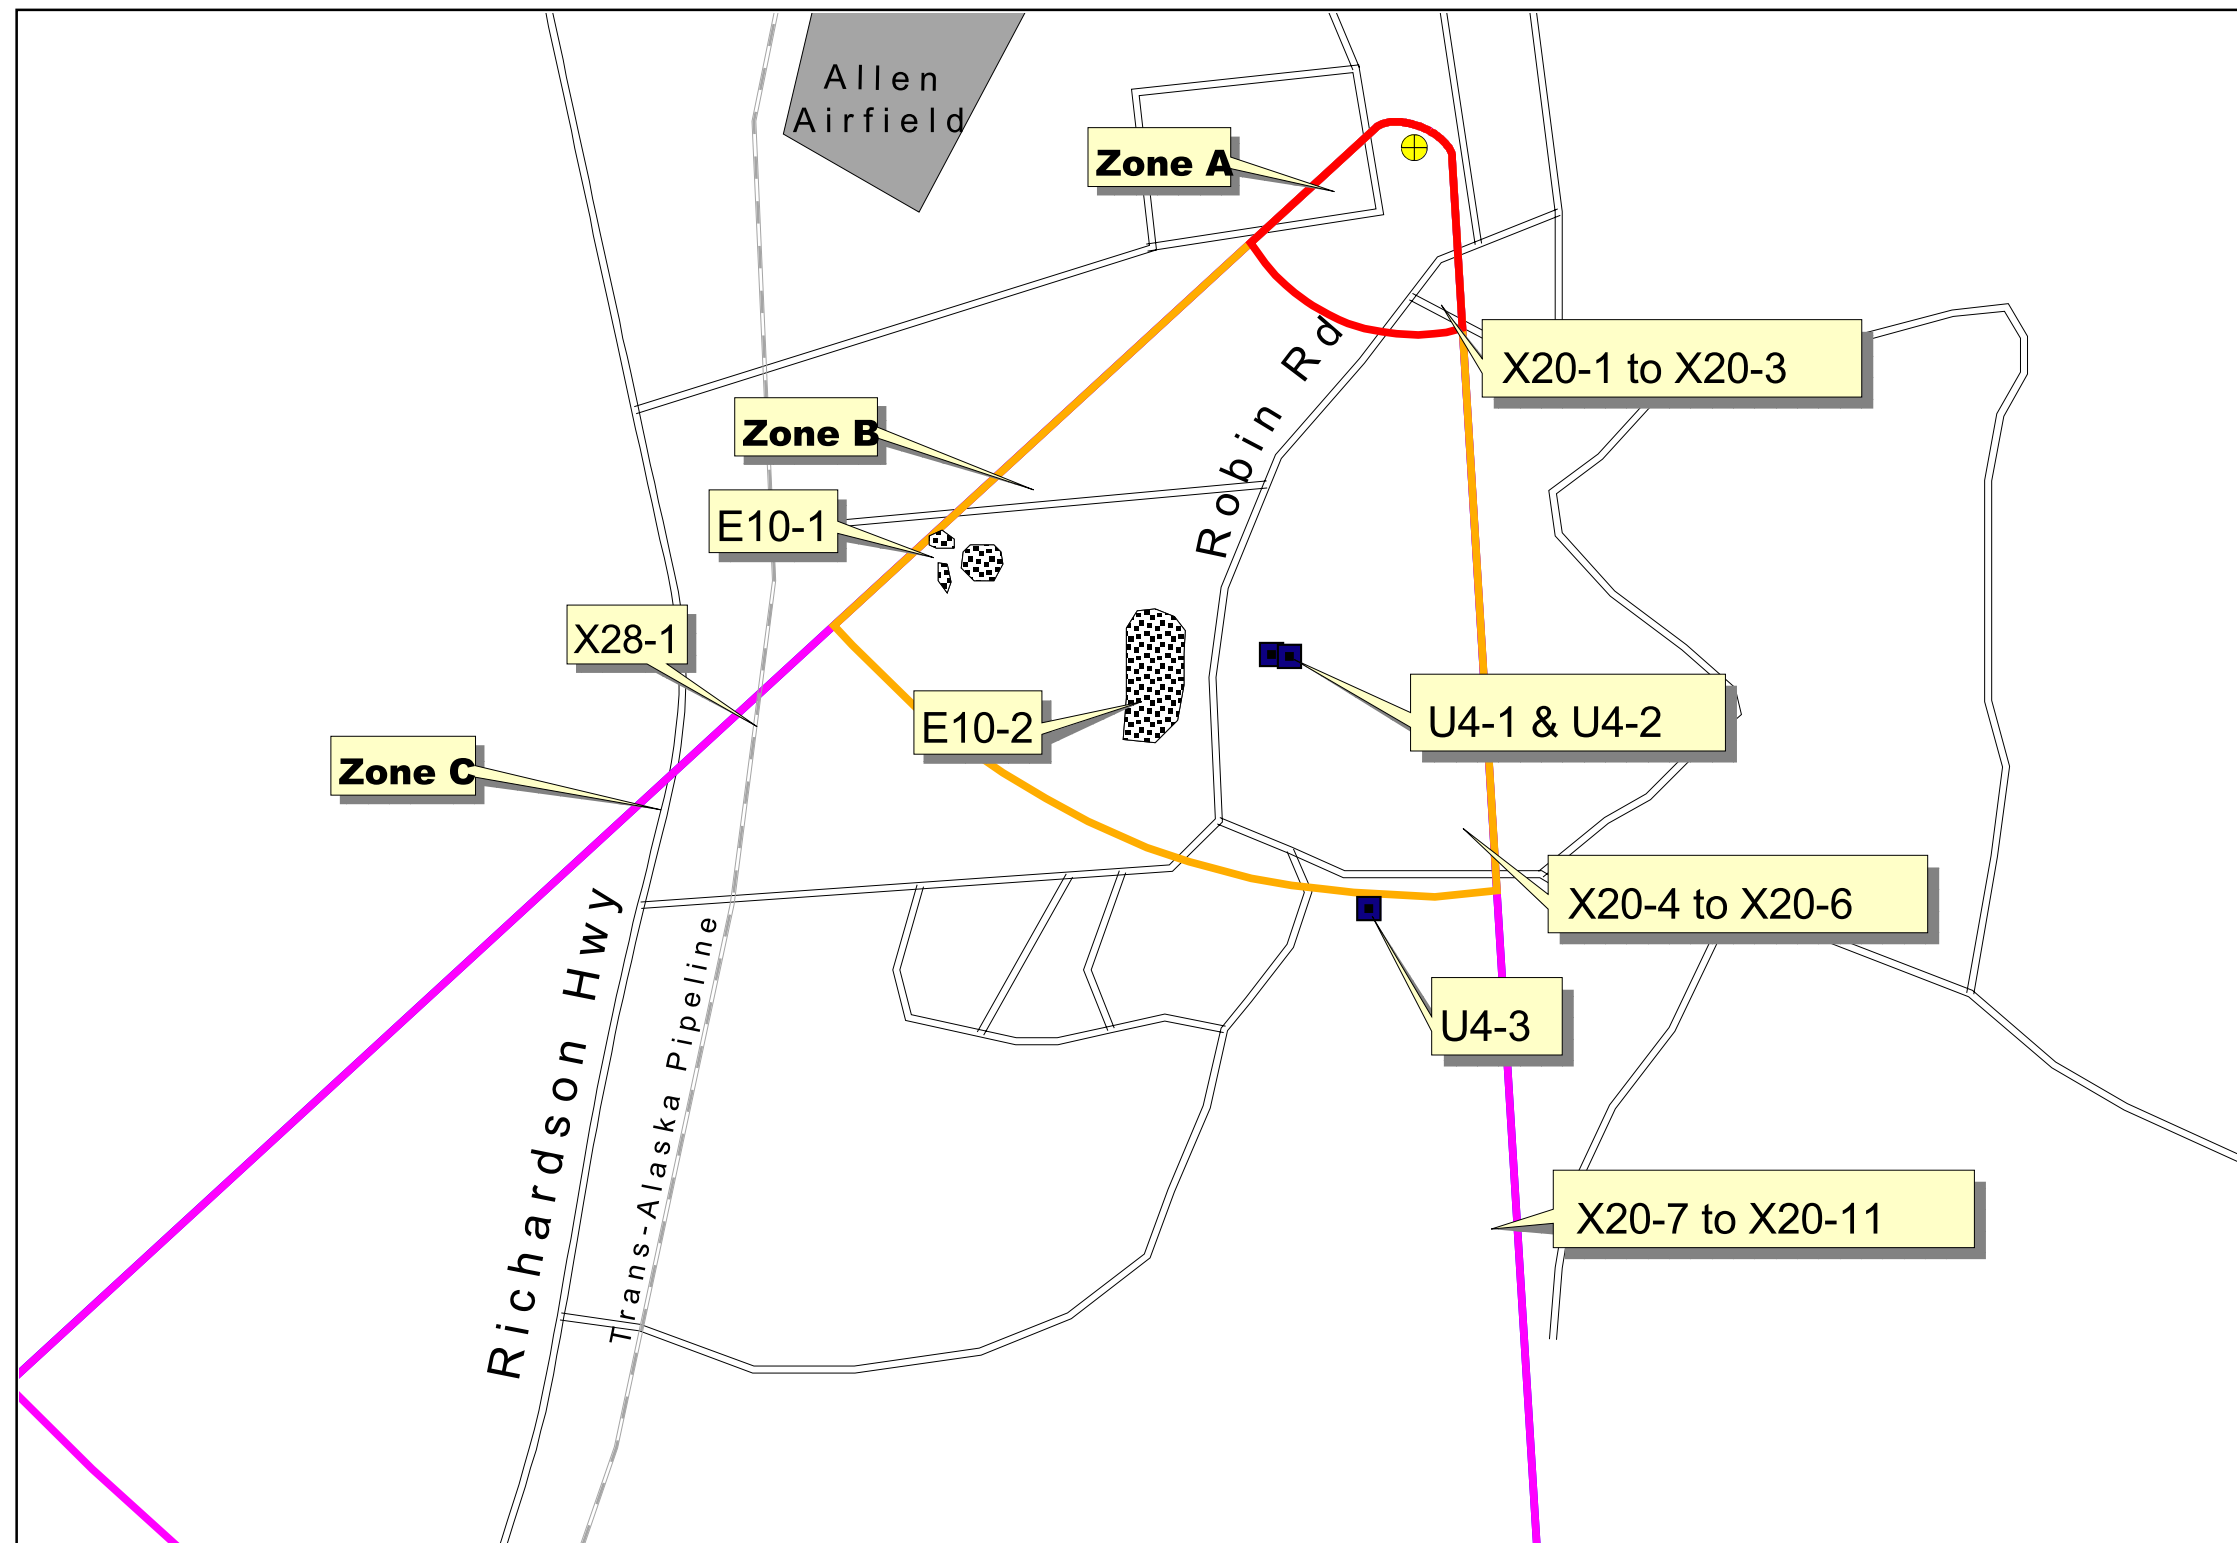 Allen
Airfield
Zone A
X20-1 to X20-3
Robin Rd
Zone B
E10-1
X28-1
E10-2
U4-1 & U4-2
Zone C
X20-4 to X20-6
U4-3
Richardson Hwy
Trans-Alaska Pipeline
X20-7 to X20-11